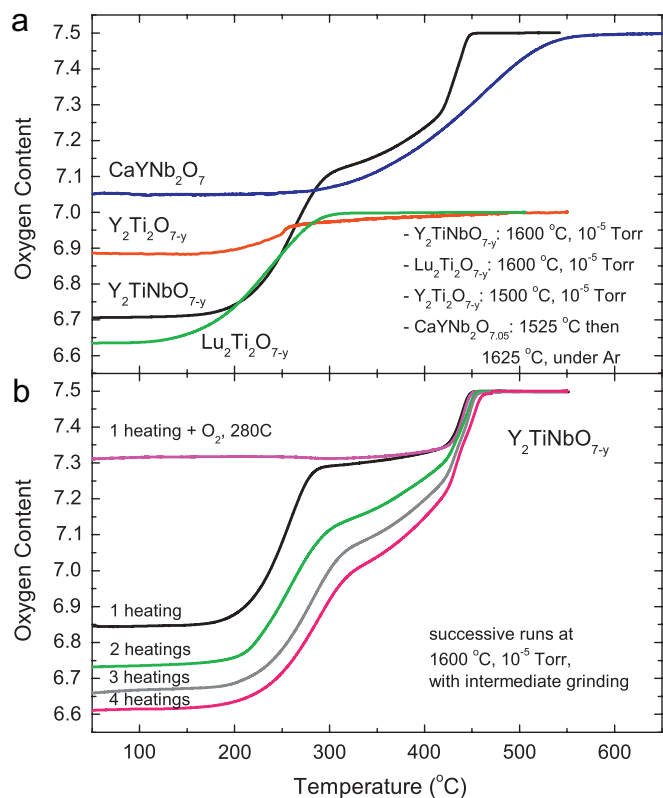 a
7.5
7.4
7.3
7.2
7.1
7.0
6.9
6.8
6.7
6.6
Oxygen Content
CaYNb₂O₇
Y₂Ti₂O₇₋y
Y₂TiNbO₇₋y
Lu₂Ti₂O₇₋y
- Y₂TiNbO₇₋y: 1600 °C, 10⁻⁵ Torr
- Lu₂Ti₂O₇₋y: 1600 °C, 10⁻⁵ Torr
- Y₂Ti₂O₇₋y: 1500 °C, 10⁻⁵ Torr
- CaYNb₂O₇.₀₅: 1525 °C then
1625 °C, under Ar
b
7.5
7.4
7.3
7.2
7.1
7.0
6.9
6.8
6.7
6.6
Oxygen Content
1 heating + O₂, 280C
Y₂TiNbO₇₋y
1 heating
2 heatings
3 heatings
4 heatings
successive runs at
1600 °C, 10⁻⁵ Torr,
with intermediate grinding
100 200 300 400 500 600
Temperature (°C)